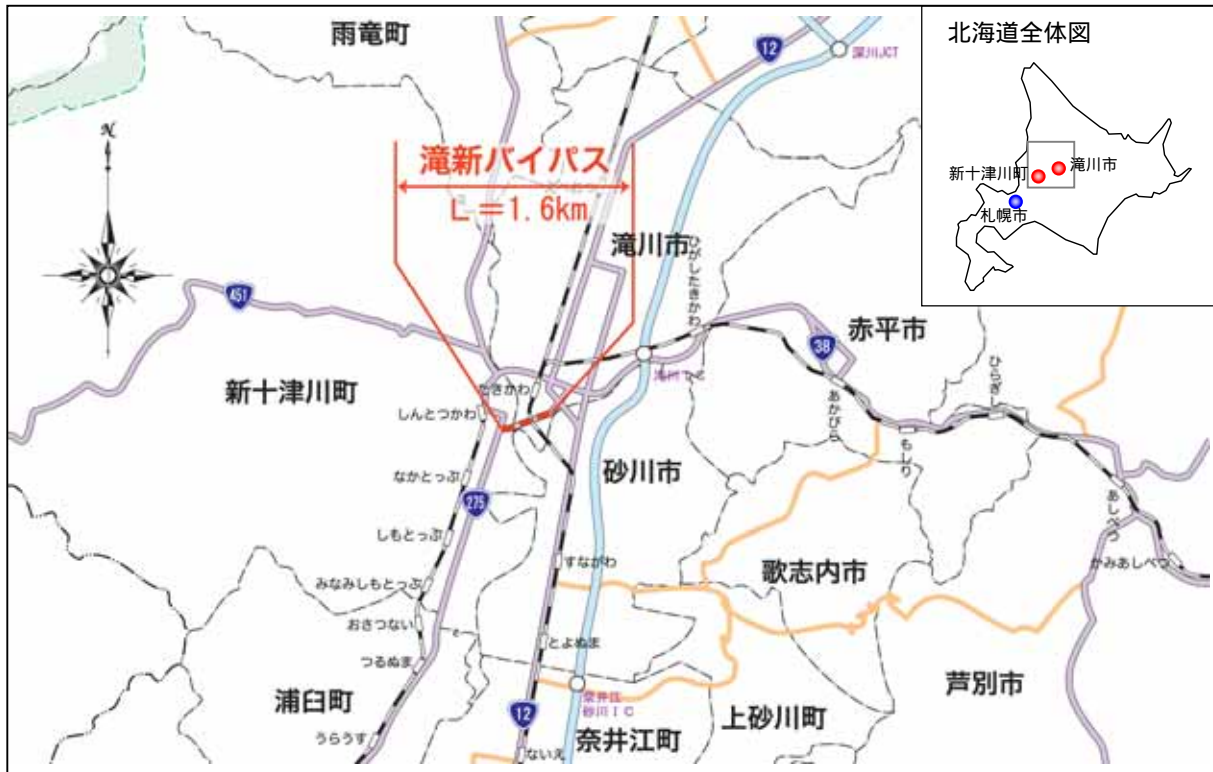 雨竜町
12
深川JCT
北海道全体図
新十津川町
滝川市
札幌市
N
滝新バイパス
L=1.6km
滝川市
ひがしたきかわ
451
38
赤平市
新十津川町
たきかわ
しんとつかわ
あかびら
ひらぎし
もしり
砂川市
なかとっぷ
275
しもとっぷ
あしべつ
かみあしべつ
すながわ
歌志内市
みなみしもとっぷ
おさつない
とよぬま
つるぬま
芦別市
浦臼町
12
奈井江
砂川IC
上砂川町
うらうす
ないえ
奈井江町